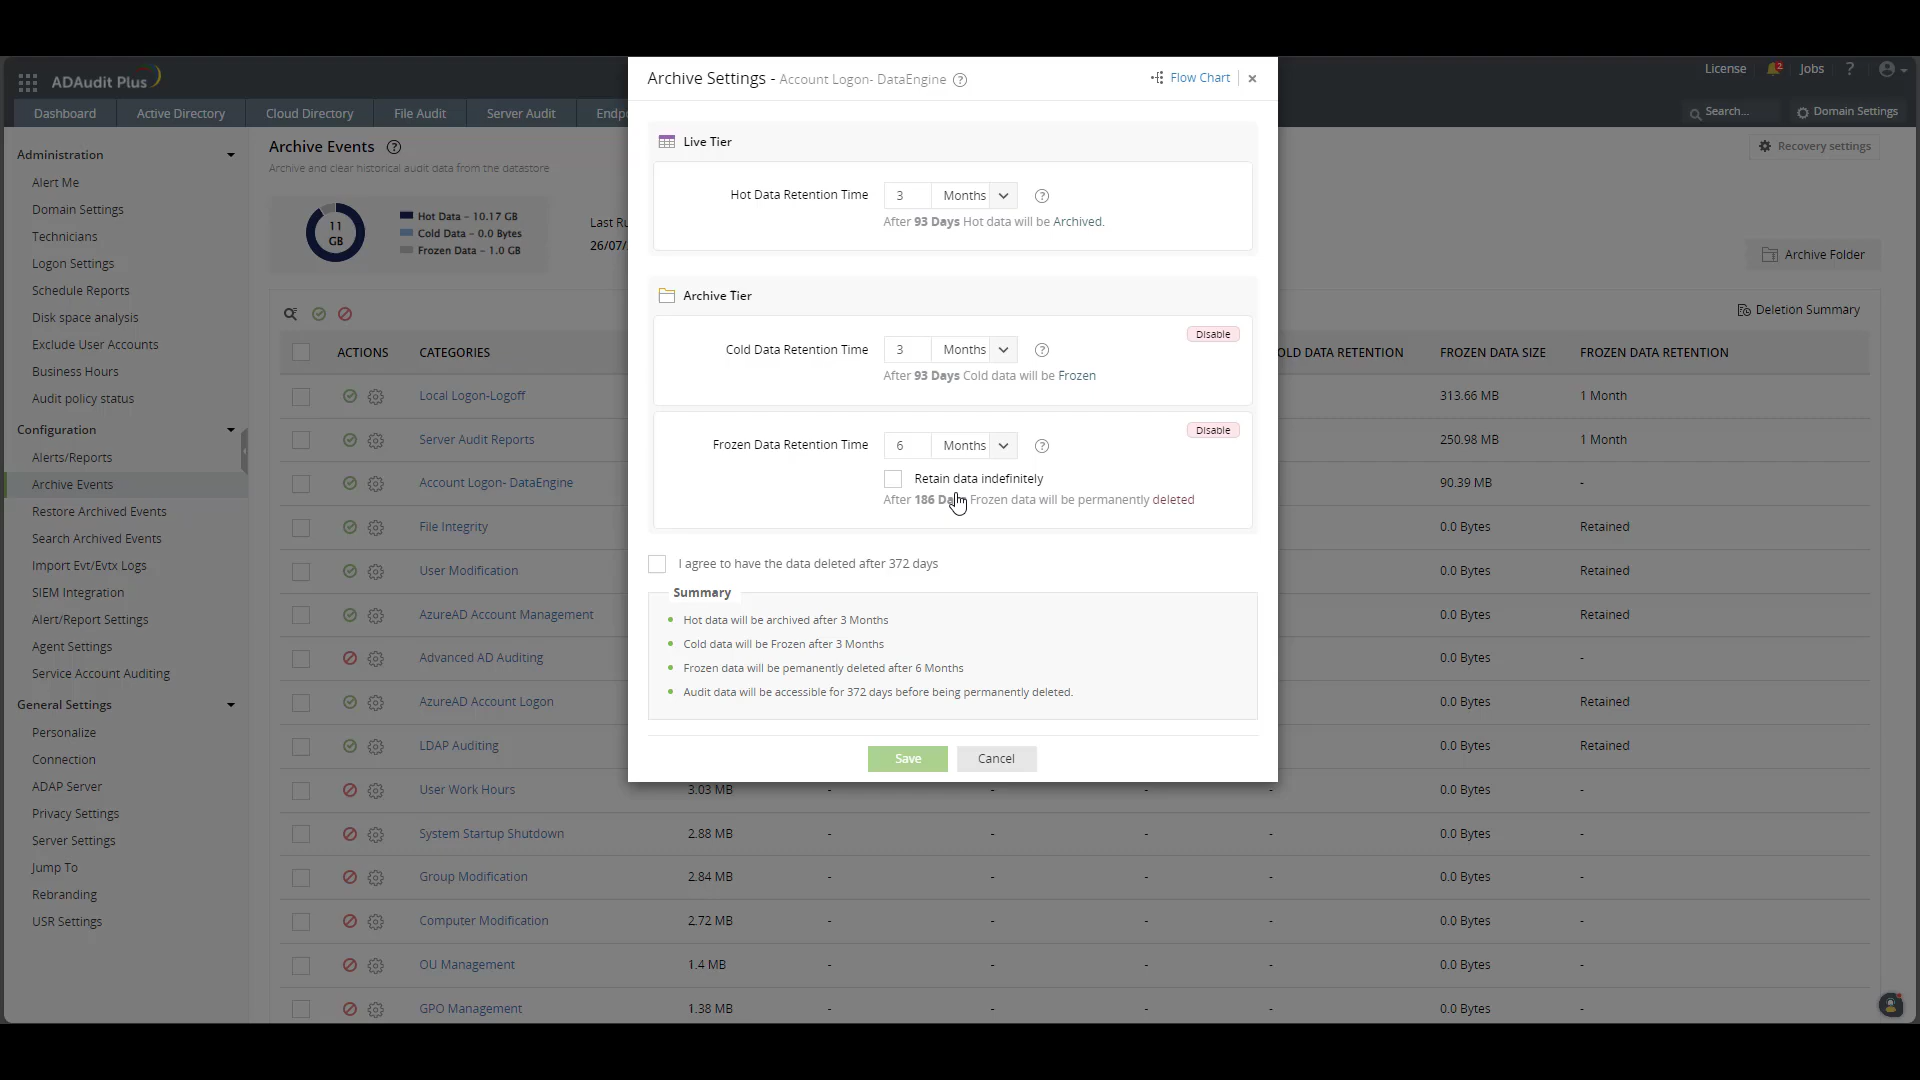 ADAudit Plus
License
2
Jobs
?
Dashboard
Active Directory
Cloud Directory
File Audit
Server Audit
Search...
Domain Settings
Administration
Alert Me
Domain Settings
Technicians
Logon Settings
Schedule Reports
Disk space analysis
Exclude User Accounts
Business Hours
Audit policy status
Configuration
Alerts/Reports
Archive Events
Restore Archived Events
Search Archived Events
Import Evt/Evtx Logs
SIEM Integration
Alert/Report Settings
Agent Settings
Service Account Auditing
General Settings
Personalize
Connection
ADAP Server
Privacy Settings
Server Settings
Jump To
Rebranding
USR Settings
Archive Events ?
Archive and clear historical audit data from the datastore
Recovery settings
11 GB
Hot Data - 10.17 GB
Cold Data - 0.0 Bytes
Frozen Data - 1.0 GB
26/07/
Archive Folder
Deletion Summary
ACTIONS CATEGORIES DATA RETENTION FROZEN DATA SIZE FROZEN DATA RETENTION
Local Logon-Logoff 313.66 MB 1 Month
Server Audit Reports 250.98 MB 1 Month
Account Logon- DataEngine 90.39 MB -
File Integrity 0.0 Bytes Retained
User Modification 0.0 Bytes Retained
AzureAD Account Management 0.0 Bytes Retained
Advanced AD Auditing 0.0 Bytes -
AzureAD Account Logon 0.0 Bytes Retained
LDAP Auditing 0.0 Bytes Retained
User Work Hours 3.03 MB - - - - 0.0 Bytes -
System Startup Shutdown 2.88 MB - - - - 0.0 Bytes -
Group Modification 2.84 MB - - - - 0.0 Bytes -
Computer Modification 2.72 MB - - - - 0.0 Bytes -
OU Management 1.4 MB - - - - 0.0 Bytes -
GPO Management 1.38 MB - - - - 0.0 Bytes -
Archive Settings - Account Logon- DataEngine ?
Flow Chart
Live Tier
Hot Data Retention Time 3 Months ?
After 93 Days Hot data will be Archived.
Archive Tier
Disable
Cold Data Retention Time 3 Months ?
After 93 Days Cold data will be Frozen
Disable
Frozen Data Retention Time 6 Months ?
Retain data indefinitely
After 186 Frozen data will be permanently deleted
I agree to have the data deleted after 372 days
Summary
Hot data will be archived after 3 Months
Cold data will be Frozen after 3 Months
Frozen data will be pemanently deleted after 6 Months
Audit data will be accessible for 372 days before being permanently deleted.
Save
Cancel